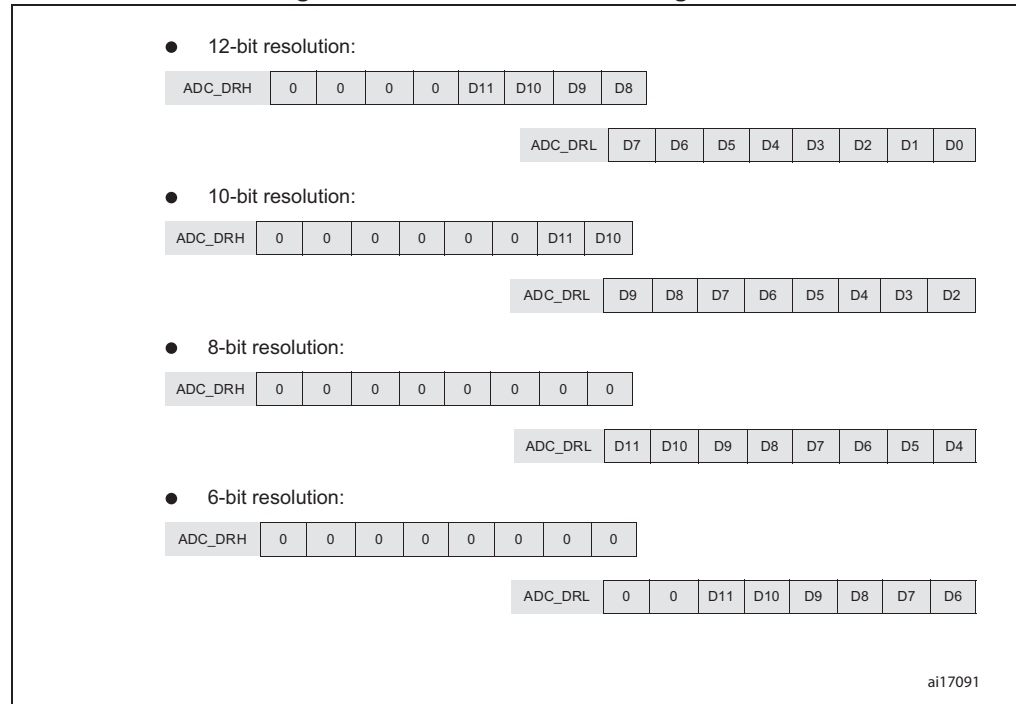 ● 12-bit resolution:
ADC_DRH 0 0 0 0 D11 D10 D9 D8
ADC_DRL D7 D6 D5 D4 D3 D2 D1 D0
● 10-bit resolution:
ADC_DRH 0 0 0 0 0 0 D11 D10
ADC_DRL D9 D8 D7 D6 D5 D4 D3 D2
● 8-bit resolution:
ADC_DRH 0 0 0 0 0 0 0 0
ADC_DRL D11 D10 D9 D8 D7 D6 D5 D4
● 6-bit resolution:
ADC_DRH 0 0 0 0 0 0 0 0
ADC_DRL 0 0 D11 D10 D9 D8 D7 D6
ai17091